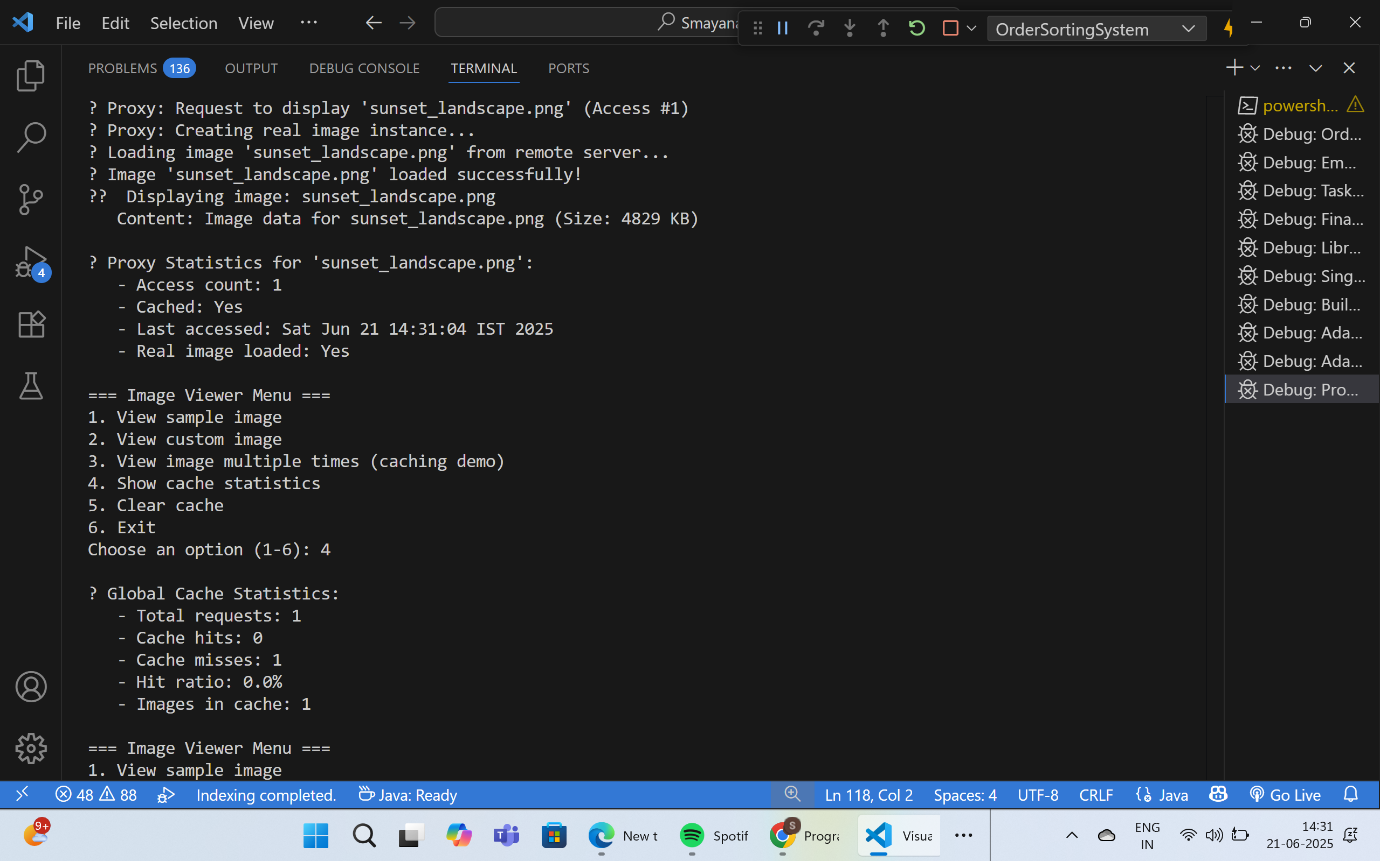 File Edit Selection View ...
Smayana
OrderSortingSystem
PROBLEMS 136 OUTPUT DEBUG CONSOLE TERMINAL PORTS
? Proxy: Request to display 'sunset_landscape.png' (Access #1)
? Proxy: Creating real image instance...
? Loading image 'sunset_landscape.png' from remote server...
? Image 'sunset_landscape.png' loaded successfully!
?? Displaying image: sunset_landscape.png
Content: Image data for sunset_landscape.png (Size: 4829 KB)
? Proxy Statistics for 'sunset_landscape.png':
- Access count: 1
- Cached: Yes
- Last accessed: Sat Jun 21 14:31:04 IST 2025
- Real image loaded: Yes
=== Image Viewer Menu ===
1. View sample image
2. View custom image
3. View image multiple times (caching demo)
4. Show cache statistics
5. Clear cache
6. Exit
Choose an option (1-6): 4
? Global Cache Statistics:
- Total requests: 1
- Cache hits: 0
- Cache misses: 1
- Hit ratio: 0.0%
- Images in cache: 1
=== Image Viewer Menu ===
1. View sample image
powersh...
Debug: Ord...
Debug: Em...
Debug: Task...
Debug: Fina...
Debug: Libr...
Debug: Sing...
Debug: Buil...
Debug: Ada...
Debug: Ada...
Debug: Pro...
4
48 88 Indexing completed. Java: Ready Ln 118, Col 2 Spaces: 4 UTF-8 CRLF Java Go Live
9+ New t Spotif S Progra Visua ENG IN 14:31 21-06-2025